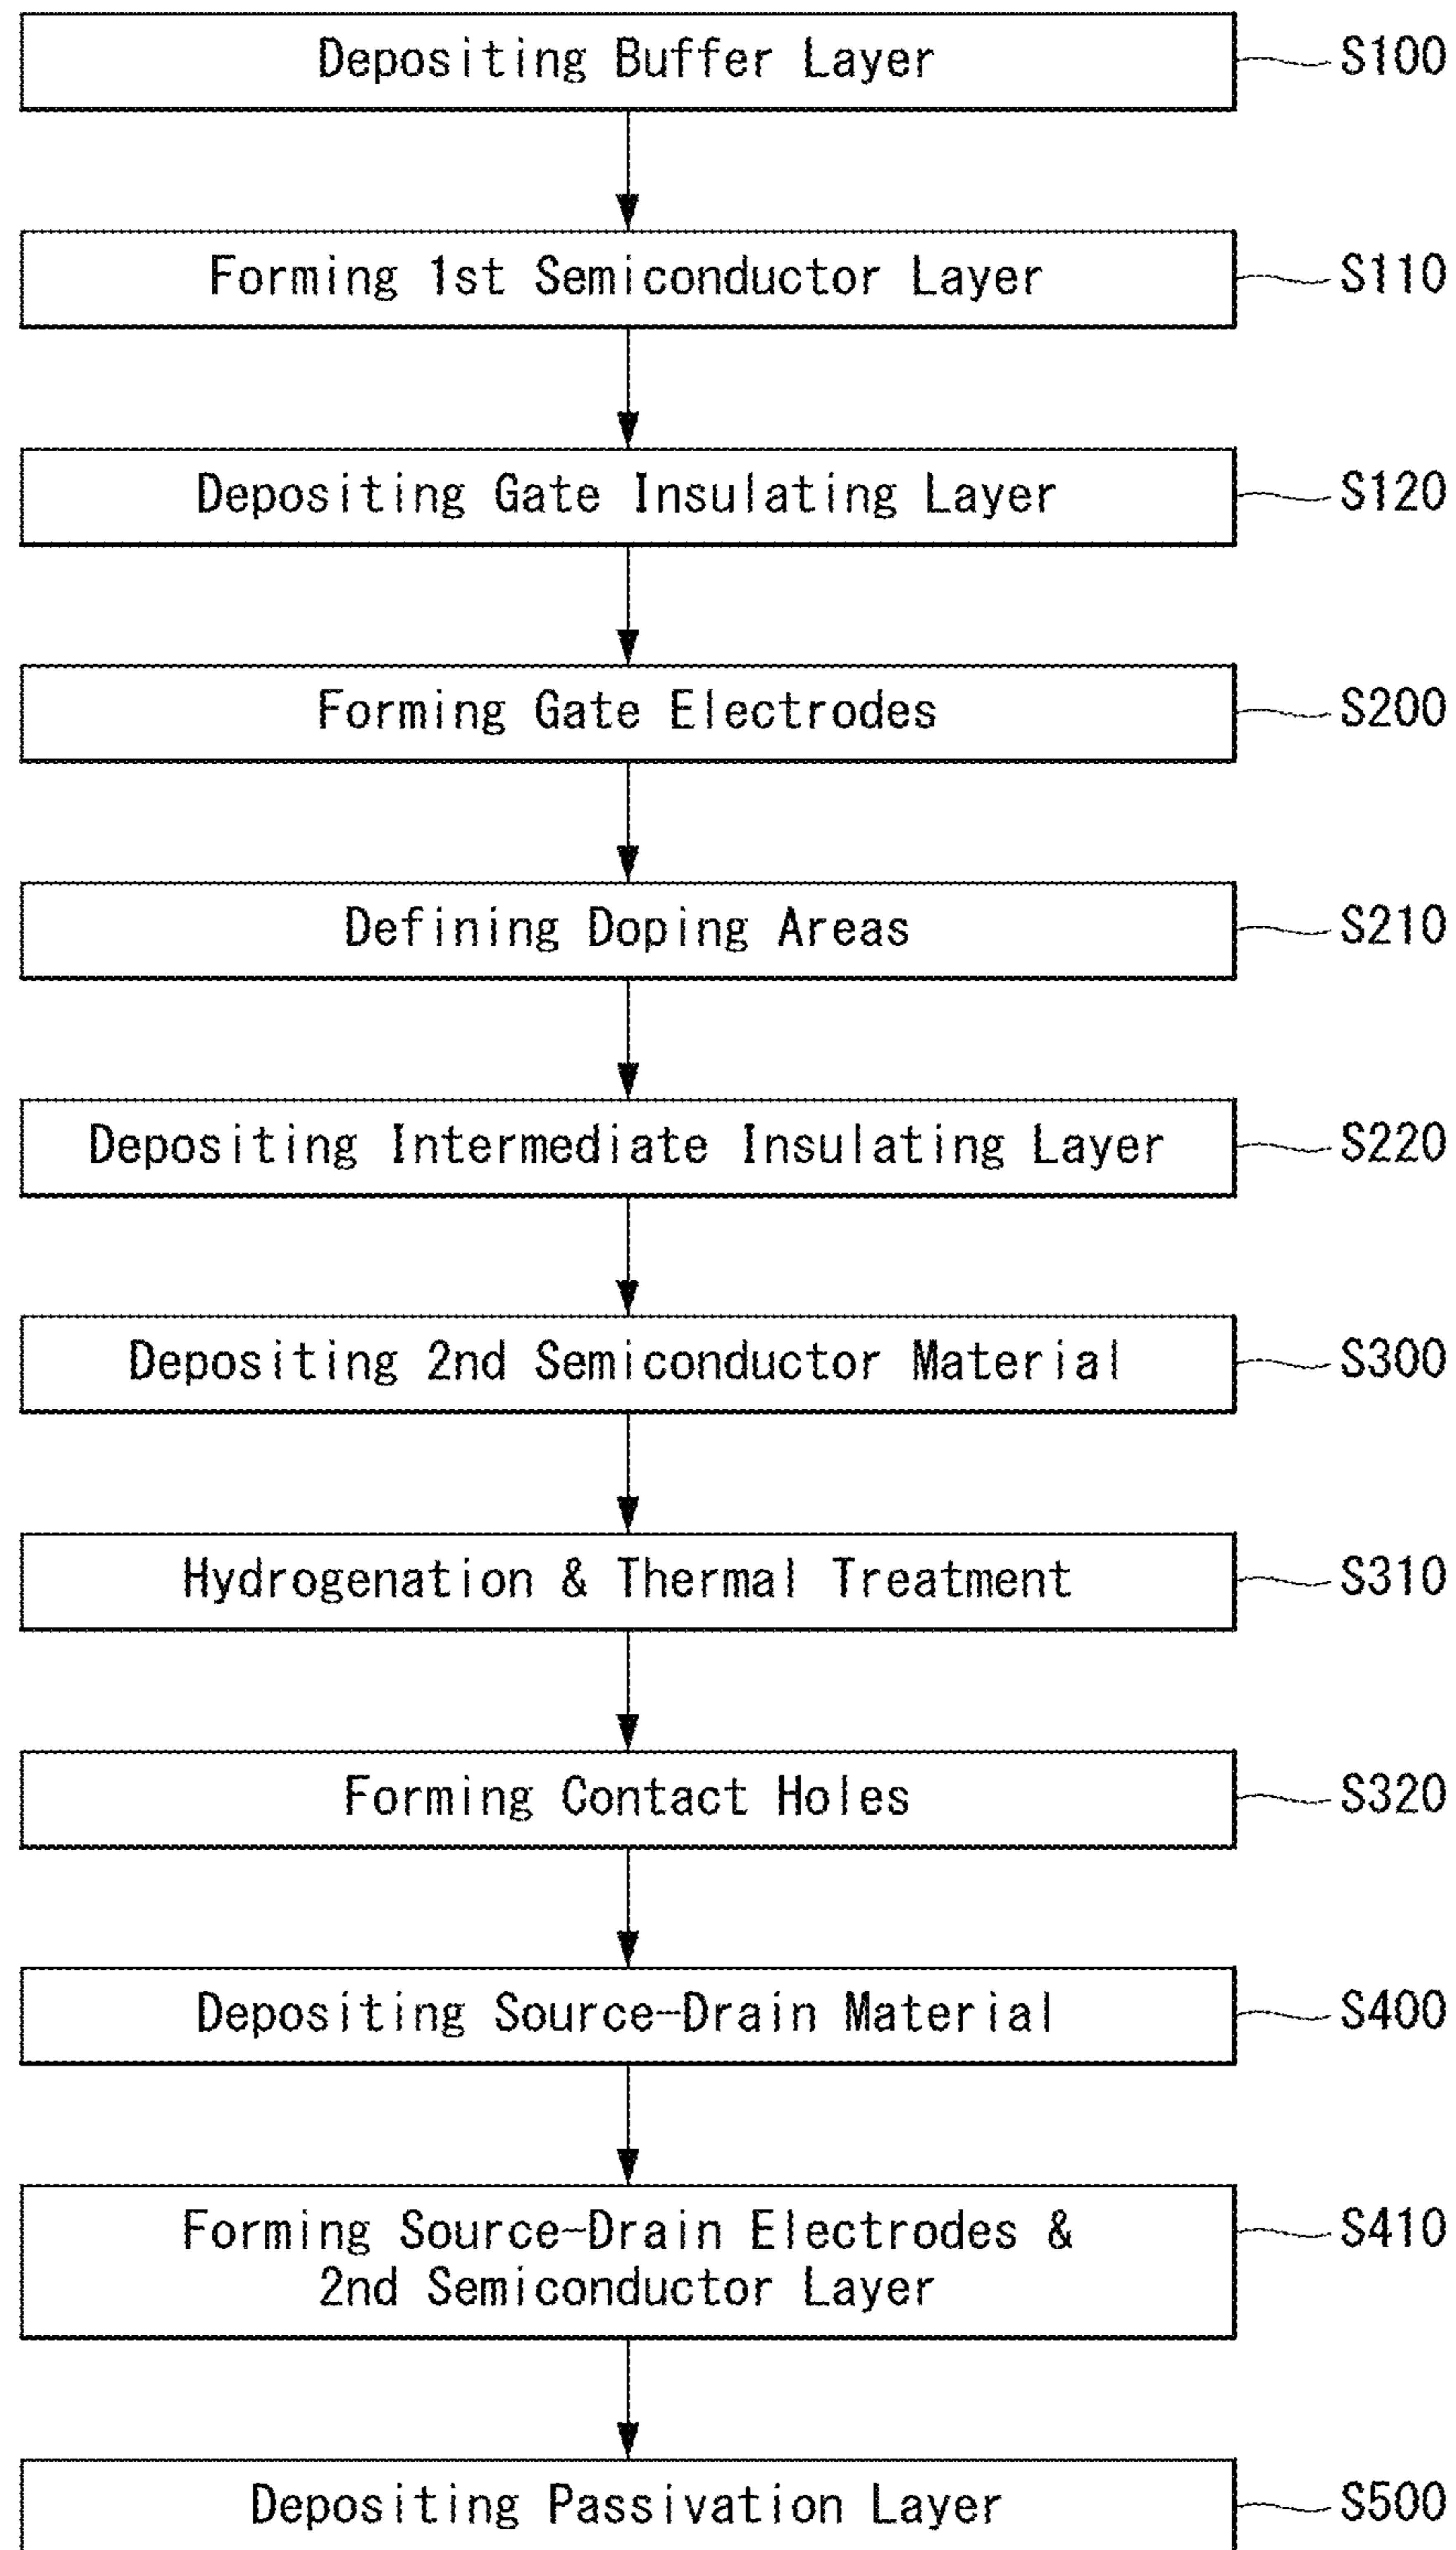 Depositing Buffer Layer S100
Forming 1st Semiconductor Layer S110
Depositing Gate Insulating Layer S120
Forming Gate Electrodes S200
Defining Doping Areas S210
Depositing Intermediate Insulating Layer S220
Depositing 2nd Semiconductor Material S300
Hydrogenation & Thermal Treatment S310
Forming Contact Holes S320
Depositing Source-Drain Material S400
Forming Source-Drain Electrodes & S410
2nd Semiconductor Layer
Depositing Passivation Layer S500